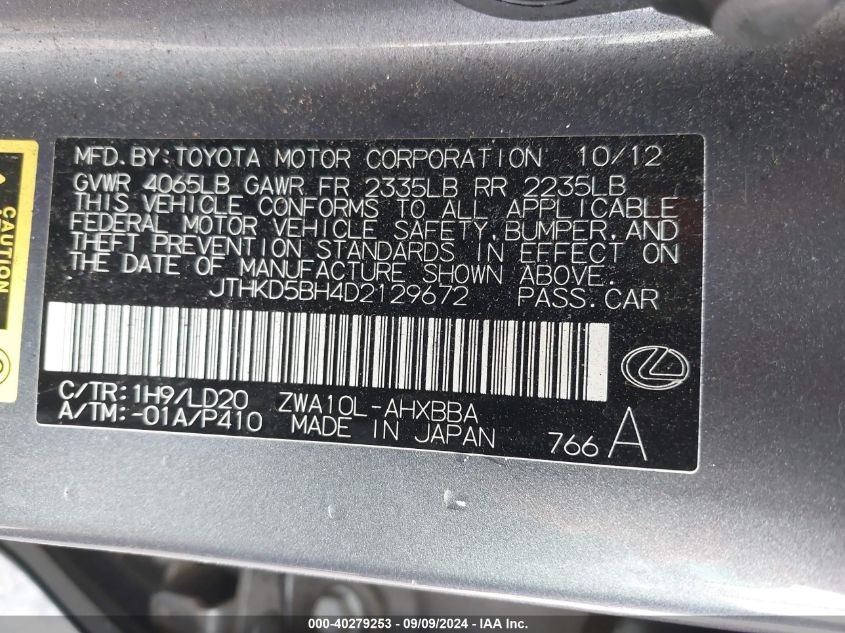 MFD.BY:TOYOTA MOTOR CORPORATION 10/12
GVWR 4065LB GAWR FR 2335LB RR 2235LB
THIS VEHICLE CONFORMS TO ALL APPLICABLE
FEDERAL MOTOR VEHICLE SAFETY,BUMPER,AND
THEFT PREVENTION STANDARDS IN EFFECT ON
THE DATE OF MANUFACTURE SHOWN ABOVE.
JTHKD5BH4D2129672 PASS.CAR
C/TR:1H9/LD20 ZWA10L-AHXBBA
A/TM:-01A/P410 MADE IN JAPAN 766 A
CAUTION
000-40279253 - 09/09/2024 - IAA Inc.